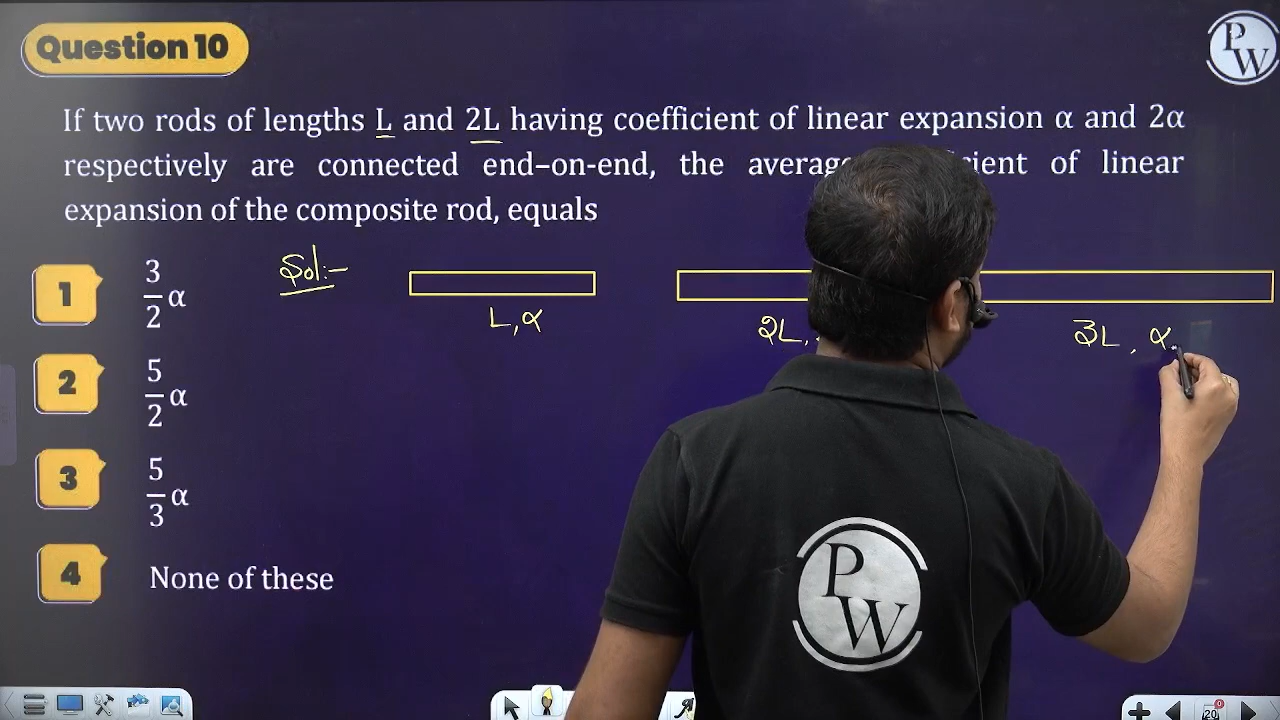 Question 10
PW
If two rods of lengths L and 2L having coefficient of linear expansion α and 2α
respectively are connected end–on-end, the average of linear
expansion of the composite rod, equals
1 3/2 α
Sol:-
L, α
2L,
3L, α
2 5/2 α
3 5/3 α
4 None of these
PW
20